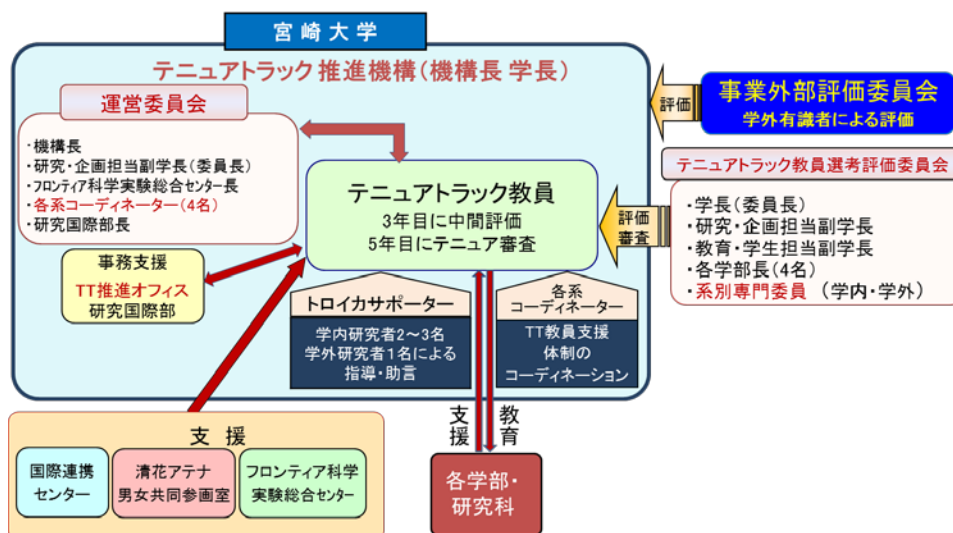 宮崎大学
テニュアトラック推進機構(機構長 学長)
運営委員会
・機構長
・研究・企画担当副学長(委員長)
・フロンティア科学実験総合センター長
・各系コーディネーター(4名)
・研究国際部長
事務支援
TT推進オフィス
研究国際部
テニュアトラック教員
3年目に中間評価
5年目にテニュア審査
トロイカサポーター
学内研究者2～3名
学外研究者1名による
指導・助言
各系
コーディネーター
TT教員支援
体制の
コーディネーション
評価
事業外部評価委員会
学外有識者による評価
評価
審査
テニュアトラック教員選考評価委員会
・学長(委員長)
・研究・企画担当副学長
・教育・学生担当副学長
・各学部長(4名)
・系別専門委員 (学内・学外)
支援
国際連携
センター
清花アテナ
男女共同参画室
フロンティア科学
実験総合センター
支援
教育
各学部・
研究科